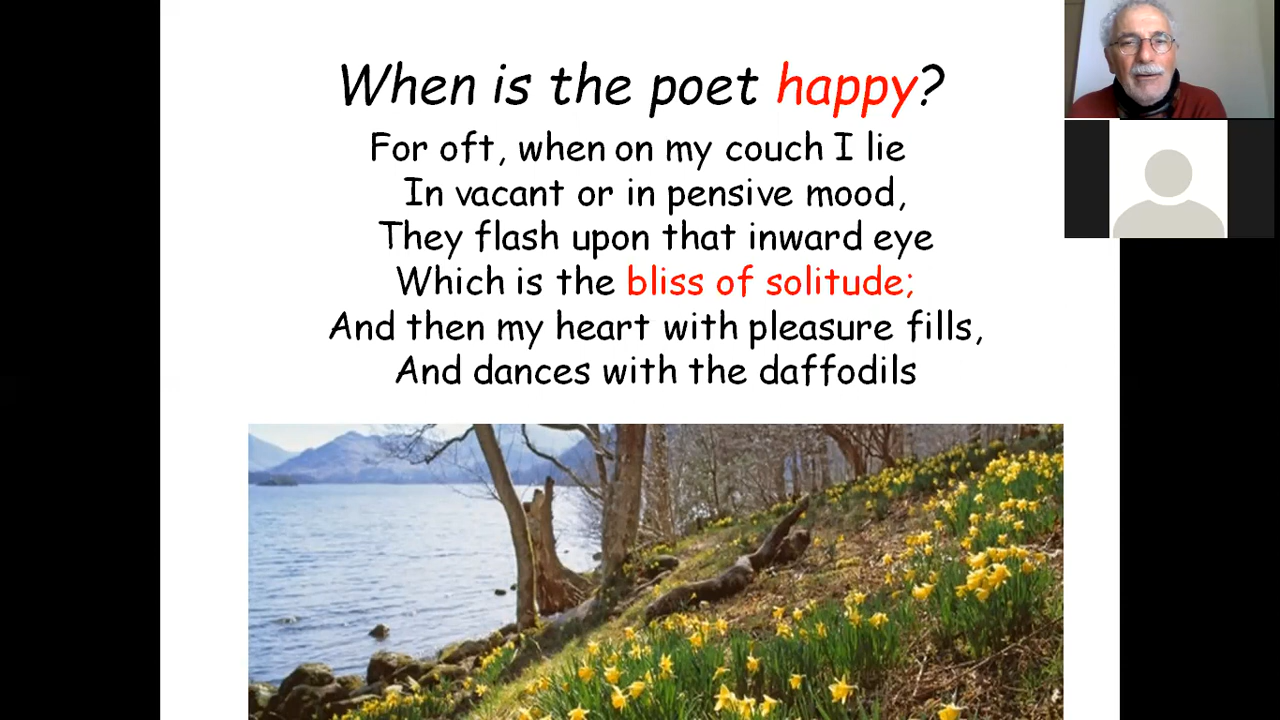 When is the poet happy?
For oft, when on my couch I lie
In vacant or in pensive mood,
They flash upon that inward eye
Which is the bliss of solitude;
And then my heart with pleasure fills,
And dances with the daffodils